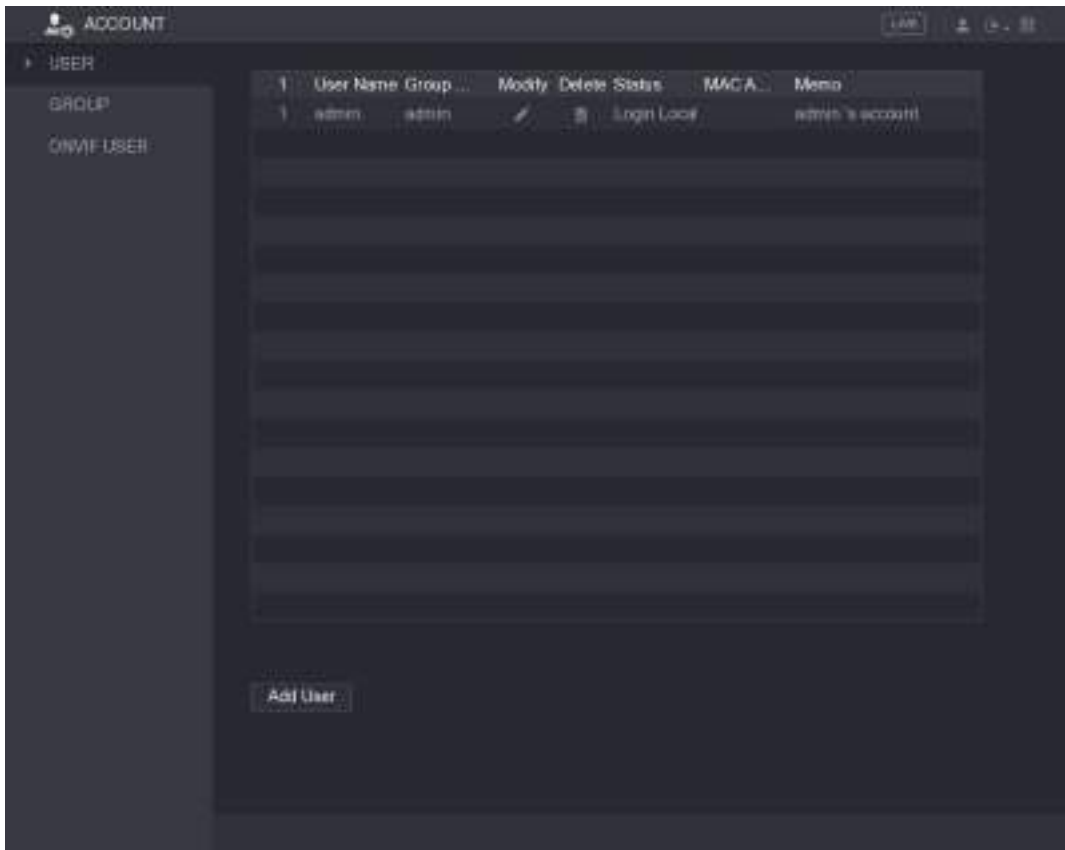 ACCOUNT LIVE
USER
GROUP
ONVIF USER
1 User Name Group ... Modify Delete Status MAC A... Memo
1 admin admin Login Local admin 's account
Add User